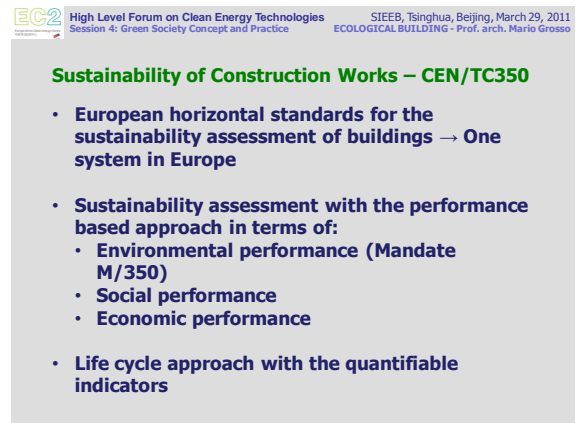 EC2
High Level Forum on Clean Energy Technologies
SIEEB, Tsinghua, Beijing, March 29, 2011
Session 4: Green Society Concept and Practice
ECOLOGICAL BUILDING - Prof. arch. Mario Grosso
Sustainability of Construction Works – CEN/TC350
• European horizontal standards for the
sustainability assessment of buildings → One
system in Europe
• Sustainability assessment with the performance
based approach in terms of:
• Environmental performance (Mandate
M/350)
• Social performance
• Economic performance
• Life cycle approach with the quantifiable
indicators